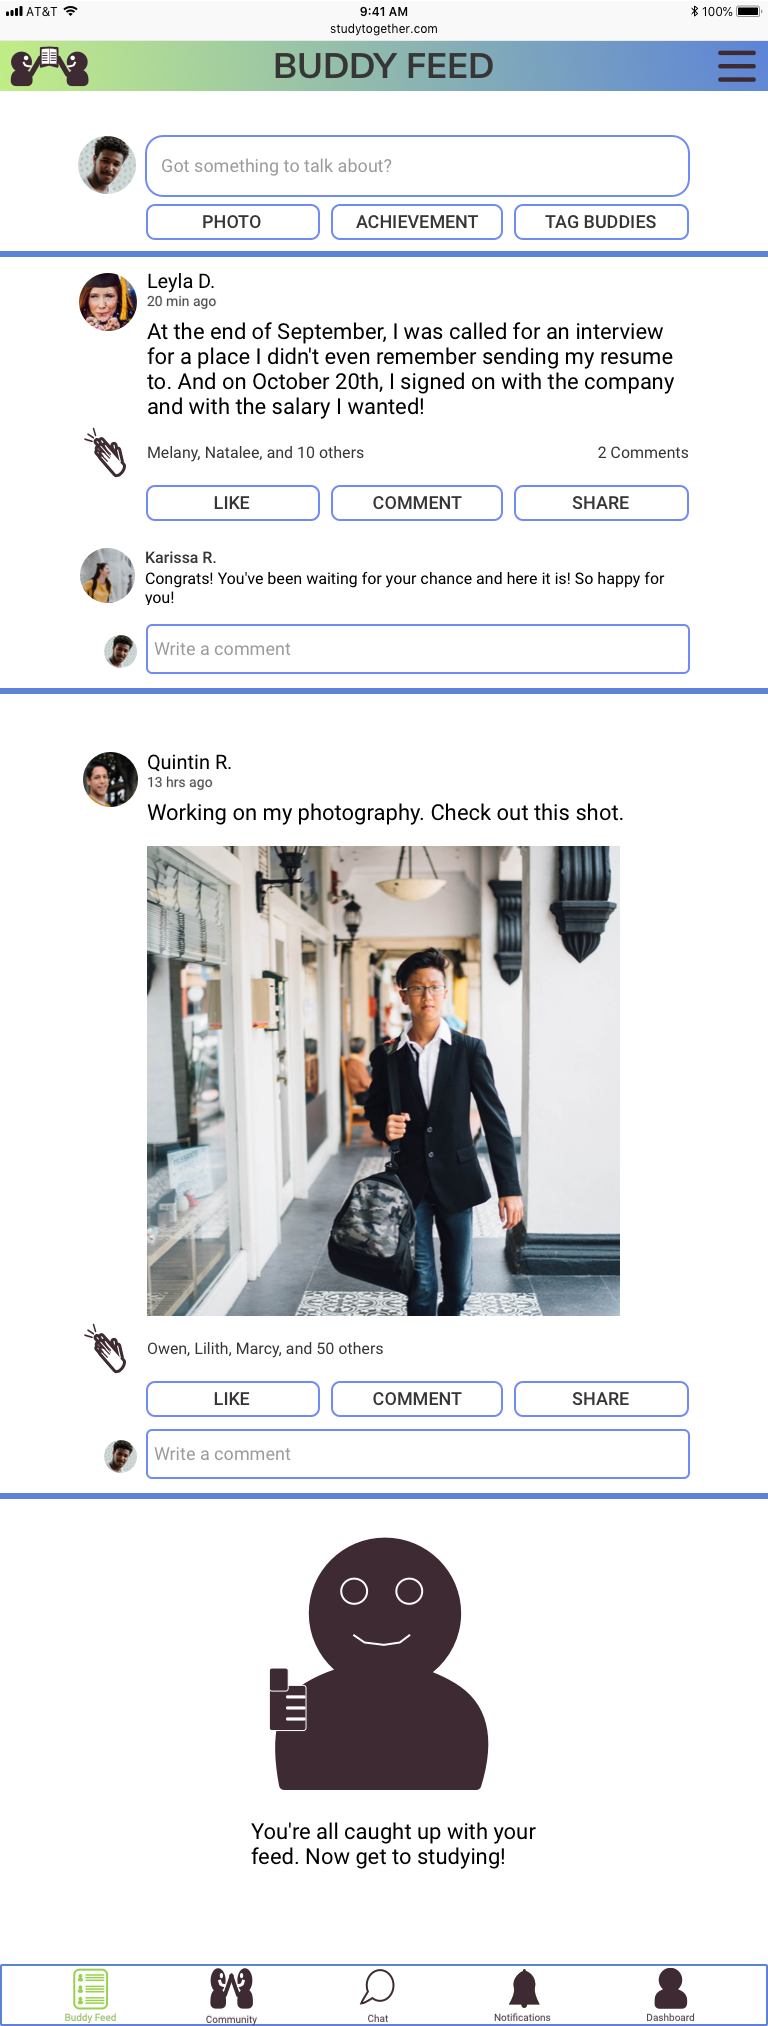 AT&T
9:41 AM
100%
studytogether.com
BUDDY FEED
Got something to talk about?
PHOTO
ACHIEVEMENT
TAG BUDDIES
Leyla D.
20 min ago
At the end of September, I was called for an interview
for a place I didn't even remember sending my resume
to. And on October 20th, I signed on with the company
and with the salary I wanted!
Melany, Natalee, and 10 others
2 Comments
LIKE
COMMENT
SHARE
Karissa R.
Congrats! You've been waiting for your chance and here it is! So happy for
you!
Write a comment
Quintin R.
13 hrs ago
Working on my photography. Check out this shot.
Owen, Lilith, Marcy, and 50 others
LIKE
COMMENT
SHARE
Write a comment
You're all caught up with your
feed. Now get to studying!
Buddy Feed
Community
Chat
Notifications
Dashboard